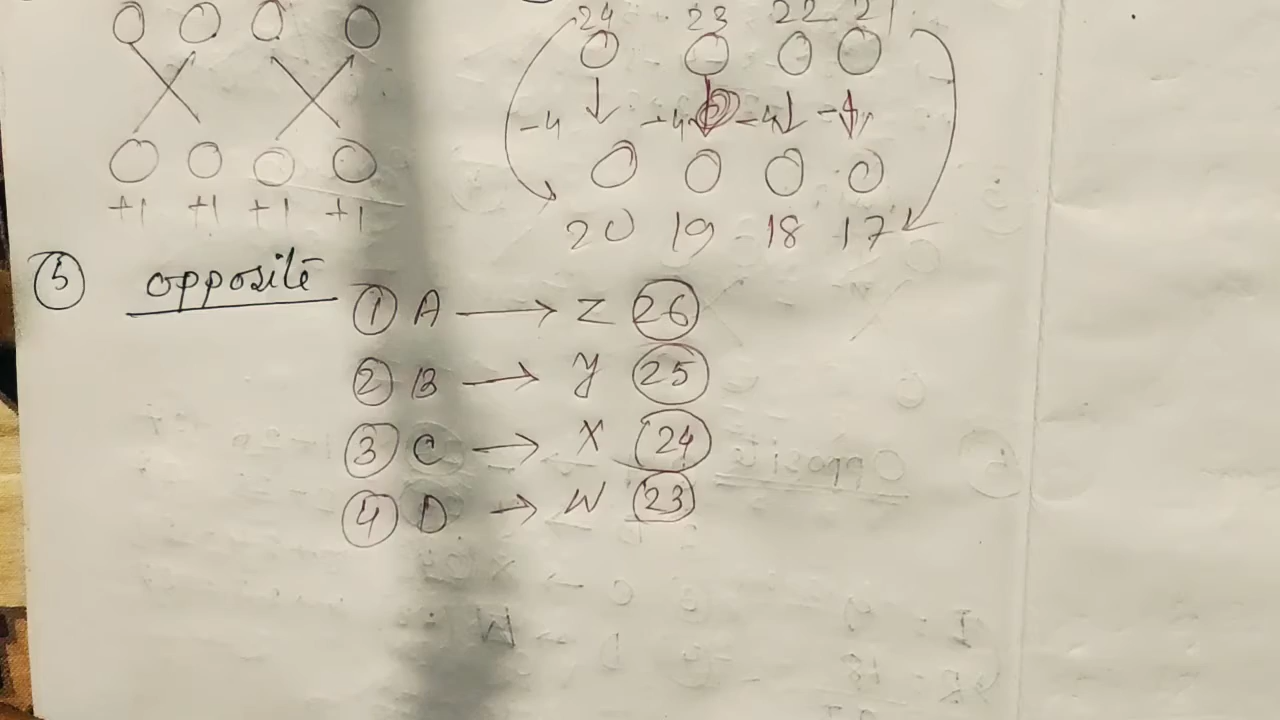 24 23 22 21
-4 -4 -4 -4
20 19 18 17
+1 +1 +1 +1
5 opposite
1 A → Z 26
2 B → Y 25
3 C → X 24
4 D → W 23